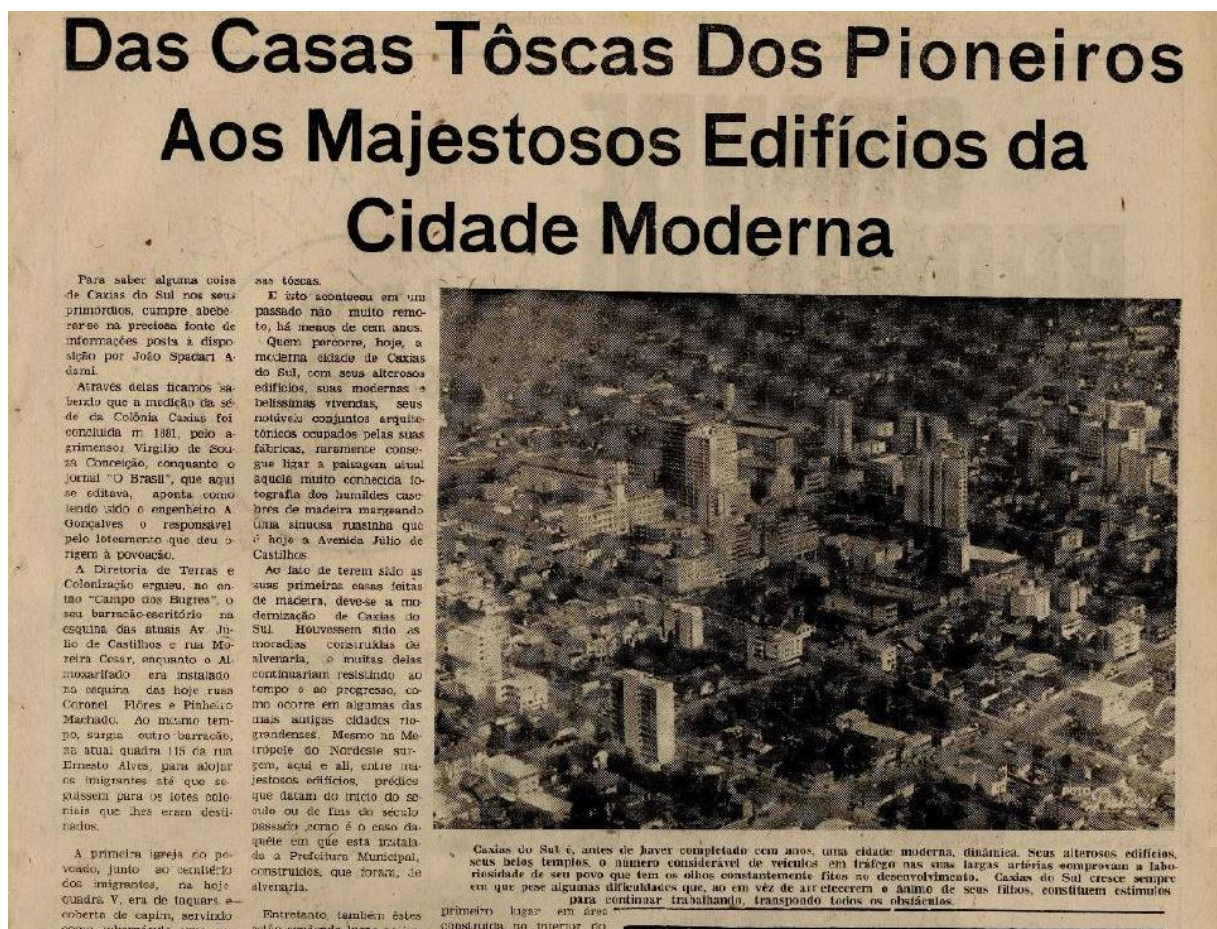 Das Casas Tôscas Dos Pioneiros
Aos Majestosos Edifícios da
Cidade Moderna
Para saber alguma coisa
de Caxias do Sul nos seus
primórdios, cumpre abebe-
rar-se na preciosa fonte de
informações posta à dispo-
sição por João Spadari A-
dami.
Através delas ficamos sa-
bendo que a medição da sé-
de da Colônia Caxias foi
concluída m 1881, pelo a-
grimensor Virgilio de Sou-
za Conceição, conquanto o
jornal "O Brasil", que aqui
se editava, aponta como
tendo sido o engenheiro A.
Gonçalves o responsável
pelo loteamento que deu o-
rigem à povoação.
A Diretoria de Terras e
Colonização ergueu, no en-
tão "Campo dos Bugres", o
seu barracão-escritório na
esquina das atuais Av. Jú-
lio de Castilhos e rua Mo-
reira Cesar, enquanto o Al-
moxarifado era instalado
na esquina das hoje ruas
Coronel Flôres e Pinheiro
Machado. Ao mesmo tem-
po, surgia outro barracão,
na atual quadra 115 da rua
Ernesto Alves, para alojar
os imigrantes até que se-
guissem para os lotes colo-
niais que lhes eram desti-
nados.
A primeira igreja do po-
voado, junto ao cemitério
dos imigrantes, na hoje
quadra V, era de taquars e
coberta de capim, servindo
sas tôscas.
E isto aconteceu em um
passado não muito remo-
to, há menos de cem anos.
Quem percorre, hoje, a
moderna cidade de Caxias
do Sul, com seus alterosos
edifícios, suas modernas e
belíssimas vivendas, seus
notáveis conjuntos arquite-
tônicos ocupados pelas suas
fábricas, raramente conse-
gue ligar a paisagem atual
àquela muito conhecida fo-
tografia dos humildes case-
bres de madeira margeando
uma sinuosa ruasinha que
é hoje a Avenida Júlio de
Castilhos.
Ao fato de terem sido as
suas primeiras casas feitas
de madeira, deve-se a mo-
dernização de Caxias do
Sul. Houvessem sido as
moradias construídas de
alvenaria, e muitas delas
continuariam resistindo ao
tempo e ao progresso, co-
mo ocorre em algumas das
mais antigas cidades rio-
grandenses. Mesmo na Me-
trópole do Nordeste sur-
gem, aqui e ali, entre ma-
jestosos edifícios, prédios
que datam do início do sé-
culo ou de fins do século
passado ,como é o caso da-
quêle em que está instala-
da a Prefeitura Municipal,
construídos, que foram, de
alvenaria.
Entretanto, também êstes
Caxias do Sul é, antes de haver completado cem anos, uma cidade moderna, dinâmica. Seus alterosos edifícios,
seus belos templos, o número considerável de veículos em tráfego nas suas largas artérias comprovam a labo-
riosidade de seu povo que tem os olhos constantemente fitos no desenvolvimento. Caxias do Sul cresce sempre
em que pese algumas dificuldades que, ao em vêz de arrefecerem o ânimo de seus filhos, constituem estímulos
para continuar trabalhando, transpondo todos os obstáculos.
primeiro lugar em área
construída no interior do